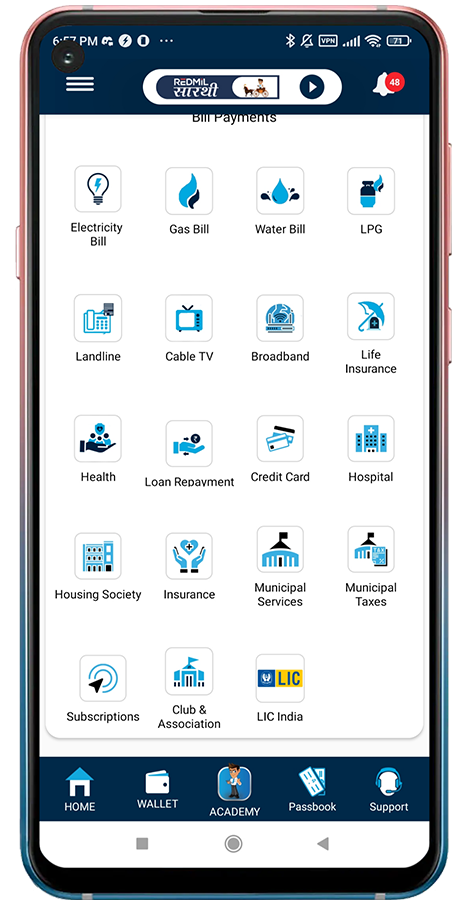 6:57 PM
VPN
71
REDMIL
सारथी
48
Bill Payments
Electricity
Bill
Gas Bill
Water Bill
LPG
Landline
Cable TV
Broadband
Life
Insurance
Health
Loan Repayment
Credit Card
Hospital
Housing Society
Insurance
Municipal
Services
TAX
Municipal
Taxes
Subscriptions
Club &
Association
LIC
LIC India
HOME
WALLET
ACADEMY
Passbook
Support